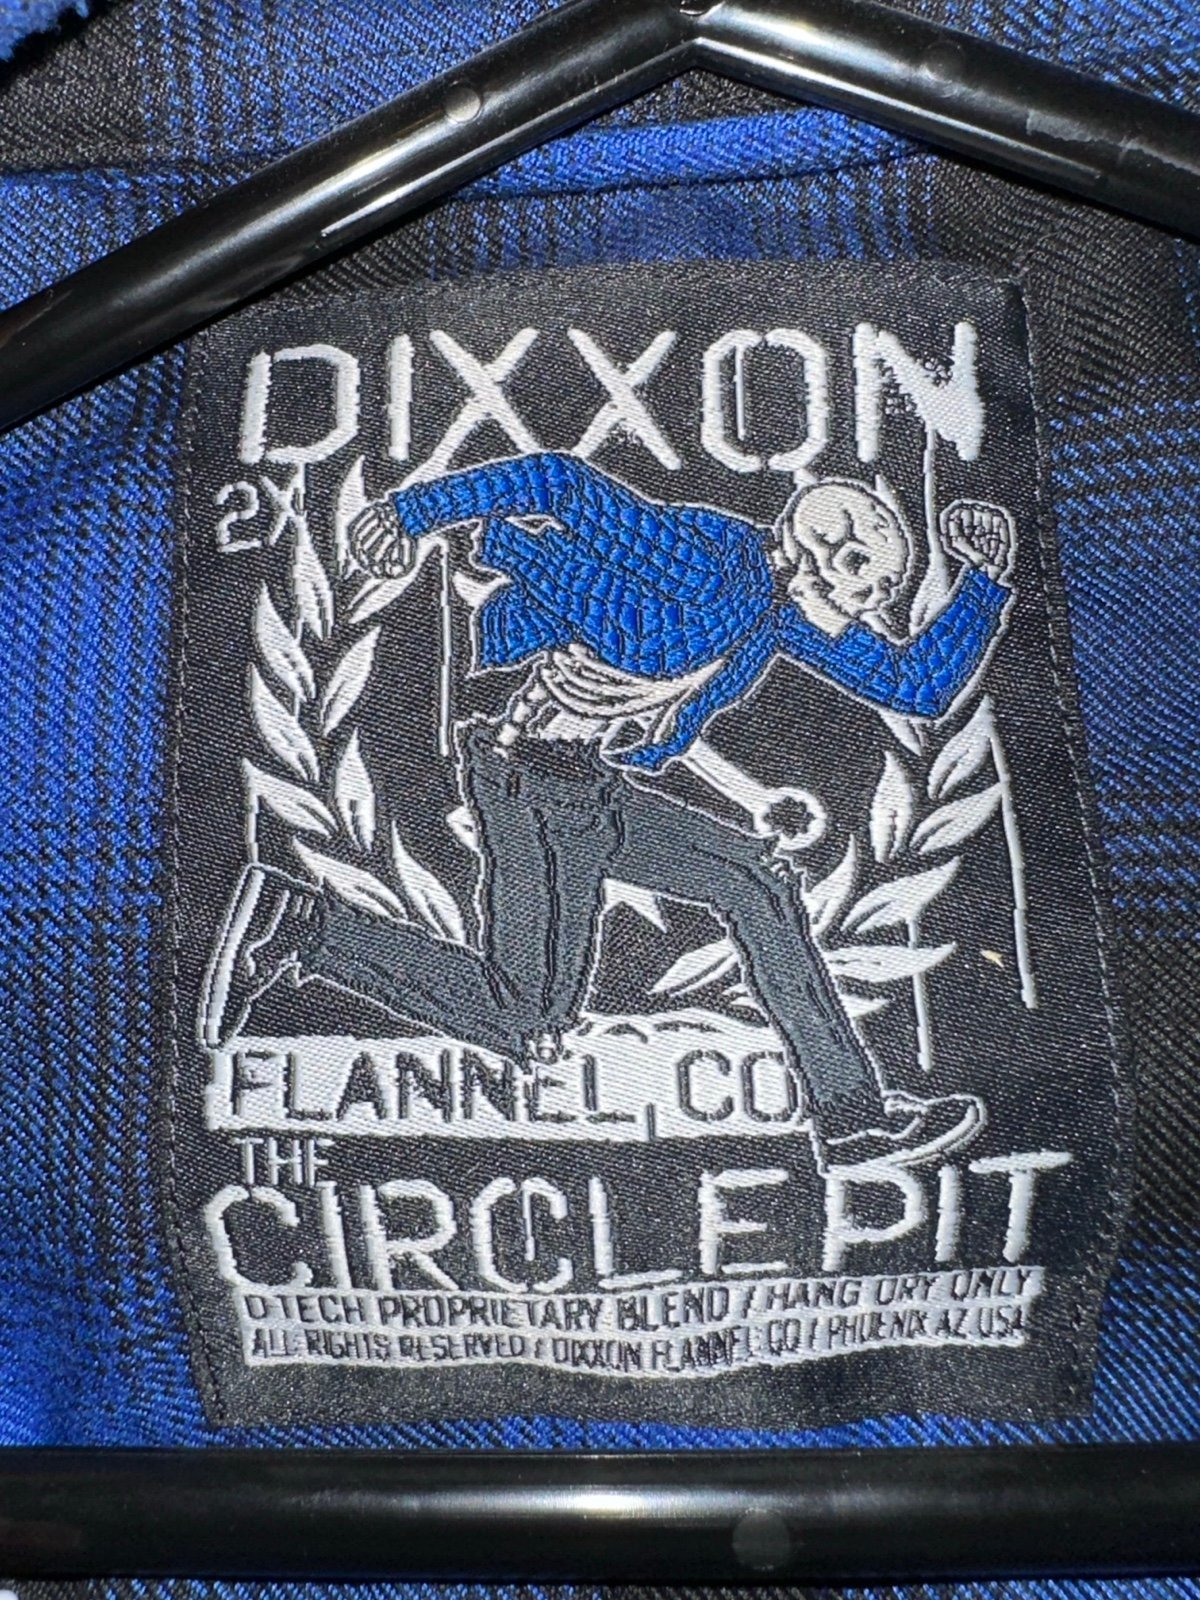 DIXXON
2X
FLANNEL CO
THE
CIRCLE PIT
D-TECH PROPRIETARY BLEND / HANG DRY ONLY
ALL RIGHTS RESERVED / DIXXON FLANNEL CO / PHOENIX AZ USA